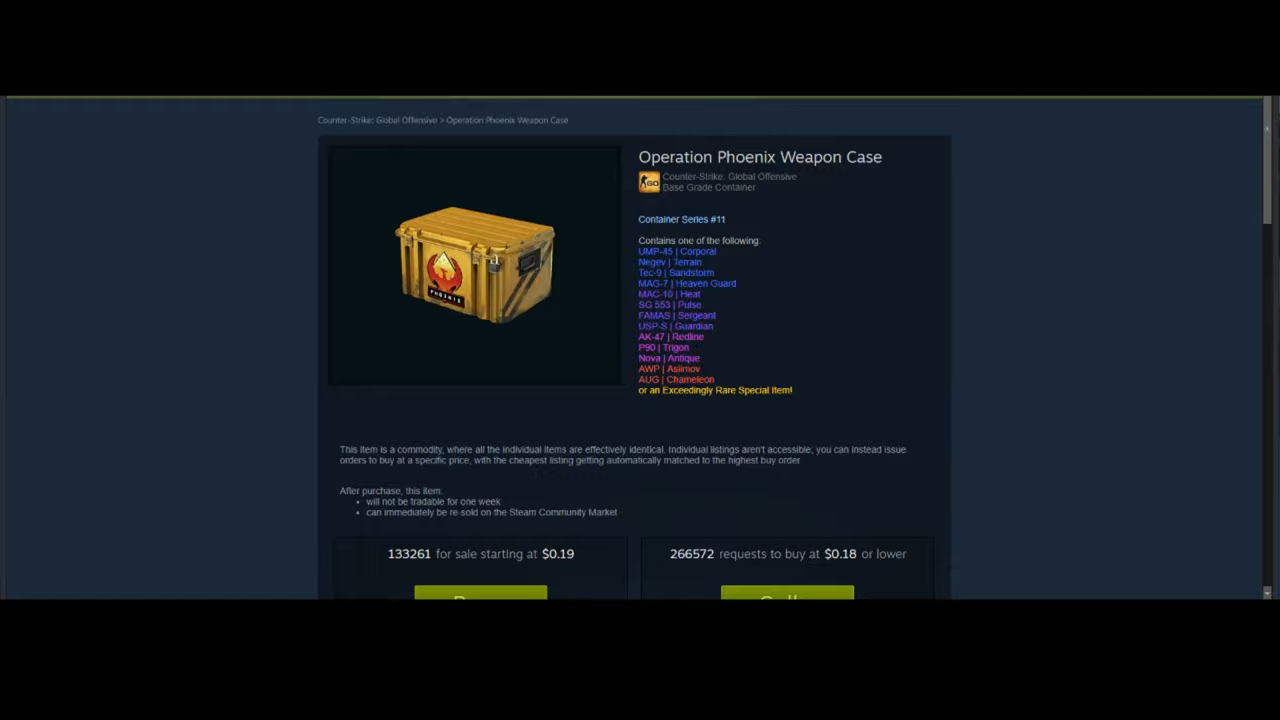 Counter-Strike: Global Offensive > Operation Phoenix Weapon Case
Operation Phoenix Weapon Case
Counter-Strike: Global Offensive
Base Grade Container
Container Series #11
Contains one of the following:
UMP-45 | Corporal
Negev | Terrain
Tec-9 | Sandstorm
MAG-7 | Heaven Guard
MAC-10 | Heat
SG 553 | Pulse
FAMAS | Sergeant
USP-S | Guardian
AK-47 | Redline
P90 | Trigon
Nova | Antique
AWP | Asiimov
AUG | Chameleon
or an Exceedingly Rare Special Item!
PHOENIX
This item is a commodity, where all the individual items are effectively identical. Individual listings aren't accessible; you can instead issue
orders to buy at a specific price, with the cheapest listing getting automatically matched to the highest buy order
After purchase, this item:
• will not be tradable for one week
• can immediately be re-sold on the Steam Community Market
133261 for sale starting at $0.19
266572 requests to buy at $0.18 or lower